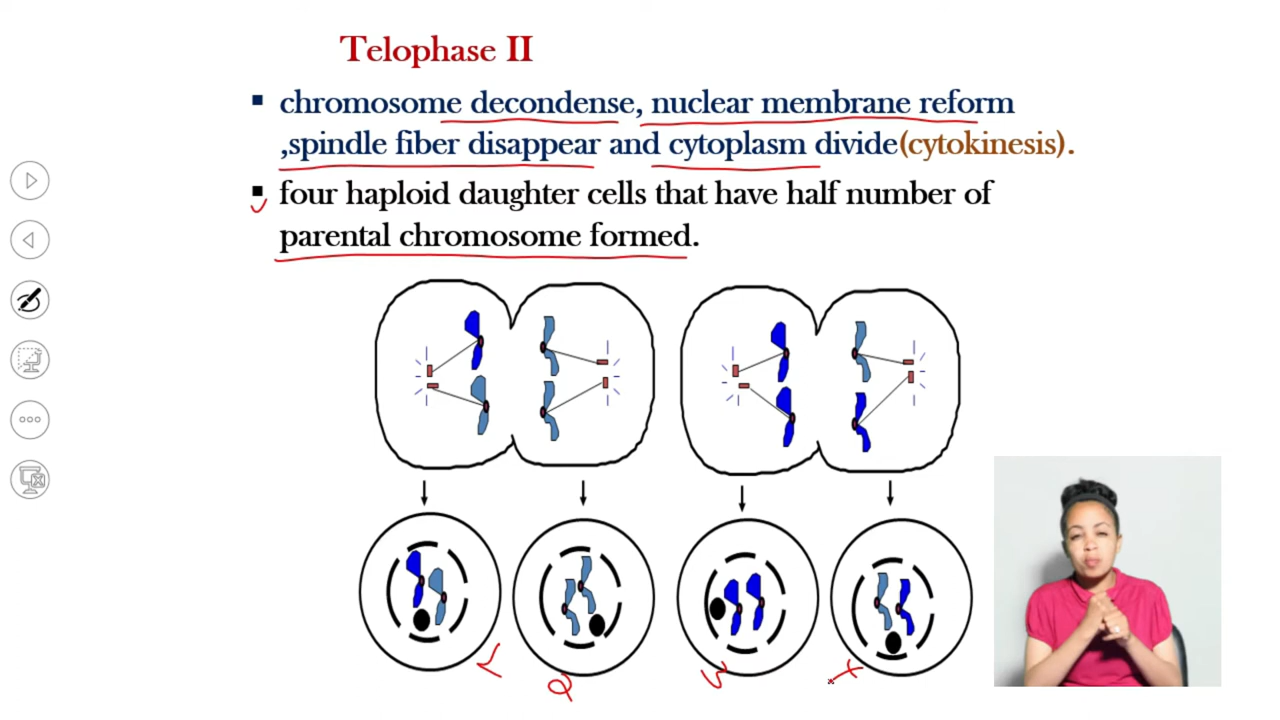 Telophase II
▪ chromosome decondense, nuclear membrane reform
,spindle fiber disappear and cytoplasm divide(cytokinesis).
▪ four haploid daughter cells that have half number of
parental chromosome formed.